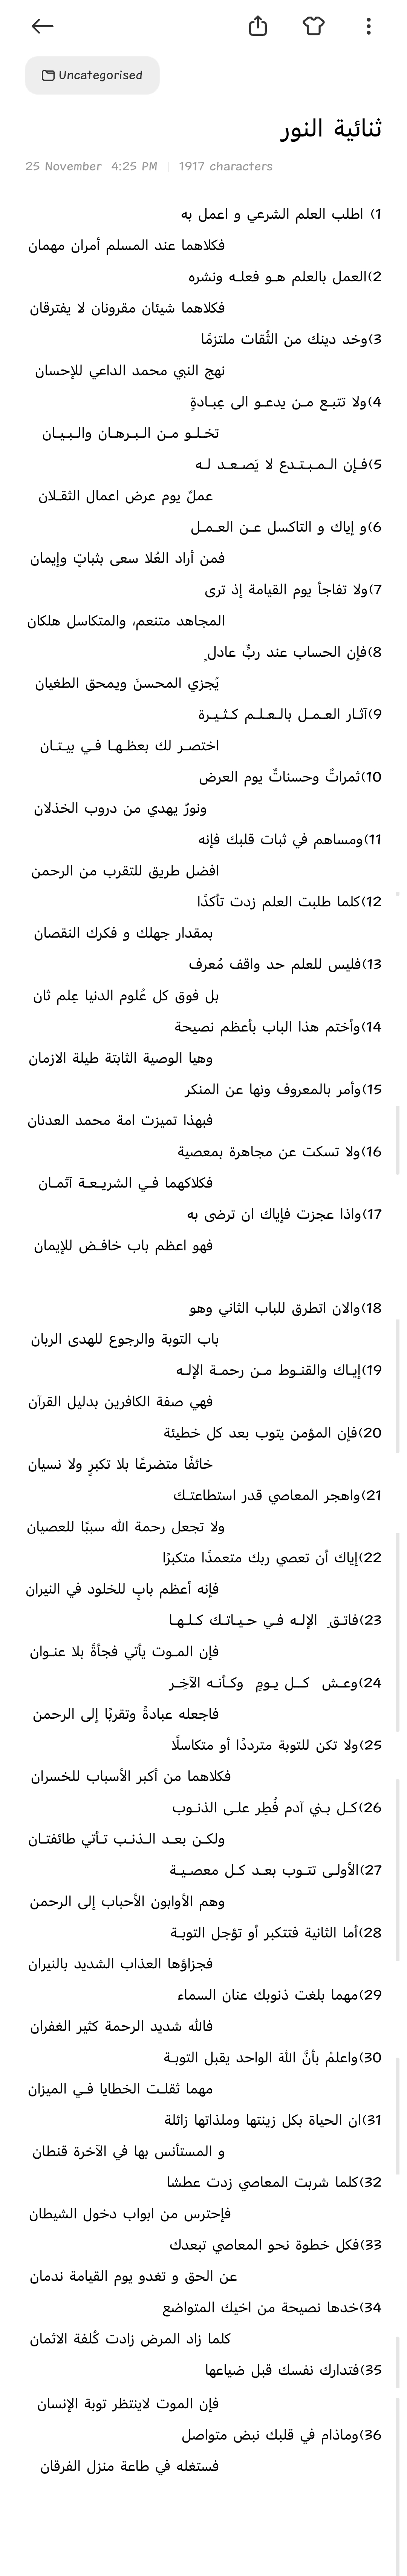 Uncategorised
ثنائية النور
25 November 4:25 PM | 1917 characters
1) اطلب العلم الشرعي و اعمل به
فكلاهما عند المسلم أمران مهمان
2)العمل بالعلم هـو فعلـه ونشره
فكلاهما شيئان مقرونان لا يفترقان
3)وخد دينك من الثُقات ملتزمًا
نهج النبي محمد الداعي للإحسان
4)ولا تتبـع مـن يدعـو الى عِبـادةٍ
تخـلـو مـن الـبـرهـان والـبـيـان
5)فـإن الـمـبـتـدع لا يَصـعـد لـه
عملٌ يوم عرض اعمال الثقـلان
6)و إياك و التاكسل عـن العـمـل
فمن أراد العُلا سعى بثباتٍ وإيمان
7)ولا تفاجأ يوم القيامة إذ ترى
المجاهد متنعم، والمتكاسل هلكان
8)فإن الحساب عند ربٍّ عادلٍ
يُجزي المحسنَ ويمحق الطغيان
9)آثـار العـمـل بالـعـلـم كـثـيـرة
اختصـر لك بعظـهـا فـي بيـتـان
10)ثمراتٌ وحسناتٌ يوم العرض
ونورٌ يهدي من دروب الخذلان
11)ومساهم في ثبات قلبك فإنه
افضل طريق للتقرب من الرحمن
12)كلما طلبت العلم زدت تأكدًا
بمقدار جهلك و فكرك النقصان
13)فليس للعلم حد واقف مُعرف
بل فوق كل عُلوم الدنيا عِلم ثان
14)وأختم هذا الباب بأعظم نصيحة
وهيا الوصية الثابتة طيلة الازمان
15)وأمر بالمعروف ونها عن المنكر
فبهذا تميزت امة محمد العدنان
16)ولا تسكت عن مجاهرة بمعصية
فكلاكهما فـي الشريـعـة آثمـان
17)واذا عجزت فإياك ان ترضى به
فهو اعظم باب خافـض للإيمان
18)والان اتطرق للباب الثاني وهو
باب التوبة والرجوع للهدى الربان
19)إيـاك والقنـوط مـن رحمـة الإلـه
فهي صفة الكافرين بدليل القرآن
20)فإن المؤمن يتوب بعد كل خطيئة
خائفًا متضرعًا بلا تكبرٍ ولا نسيان
21)واهجر المعاصي قدر استطاعتـك
ولا تجعل رحمة الله سببًا للعصيان
22)إياك أن تعصي ربك متعمدًا متكبرًا
فإنه أعظم بابٍ للخلود في النيران
23)فاتـقِ الإلـه فـي حـيـاتـك كـلـهـا
فإن المـوت يأتي فجأةً بلا عنـوان
24)وعـش كــل يـومٍ وكـأنـه الآخِـر
فاجعله عبادةً وتقربًا إلى الرحمن
25)ولا تكن للتوبة مترددًا أو متكاسلًا
فكلاهما من أكبر الأسباب للخسران
26)كـل بـني آدم فُطِر علـى الذنـوب
ولكـن بعـد الـذنـب تـأتي طائفتـان
27)الأولـى تتـوب بعـد كـل معصـيـة
وهم الأوابون الأحباب إلى الرحمن
28)أما الثانية فتتكبر أو تؤجل التوبـة
فجزاؤها العذاب الشديد بالنيران
29)مهما بلغت ذنوبك عنان السماء
فالله شديد الرحمة كثير الغفران
30)واعلمْ بأنَّ اللهَ الواحد يقبل التوبـة
مهما ثقلـت الخطايا فـي الميزان
31)ان الحياة بكل زينتها وملذاتها زائلة
و المستأنس بها في الآخرة قنطان
32)كلما شربت المعاصي زدت عطشا
فإحترس من ابواب دخول الشيطان
33)فكل خطوة نحو المعاصي تبعدك
عن الحق و تغدو يوم القيامة ندمان
34)خدها نصيحة من اخيك المتواضع
كلما زاد المرض زادت كُلفة الاثمان
35)فتدارك نفسك قبل ضياعها
فإن الموت لاينتظر توبة الإنسان
36)وماذام في قلبك نبض متواصل
فستغله في طاعة منزل الفرقان